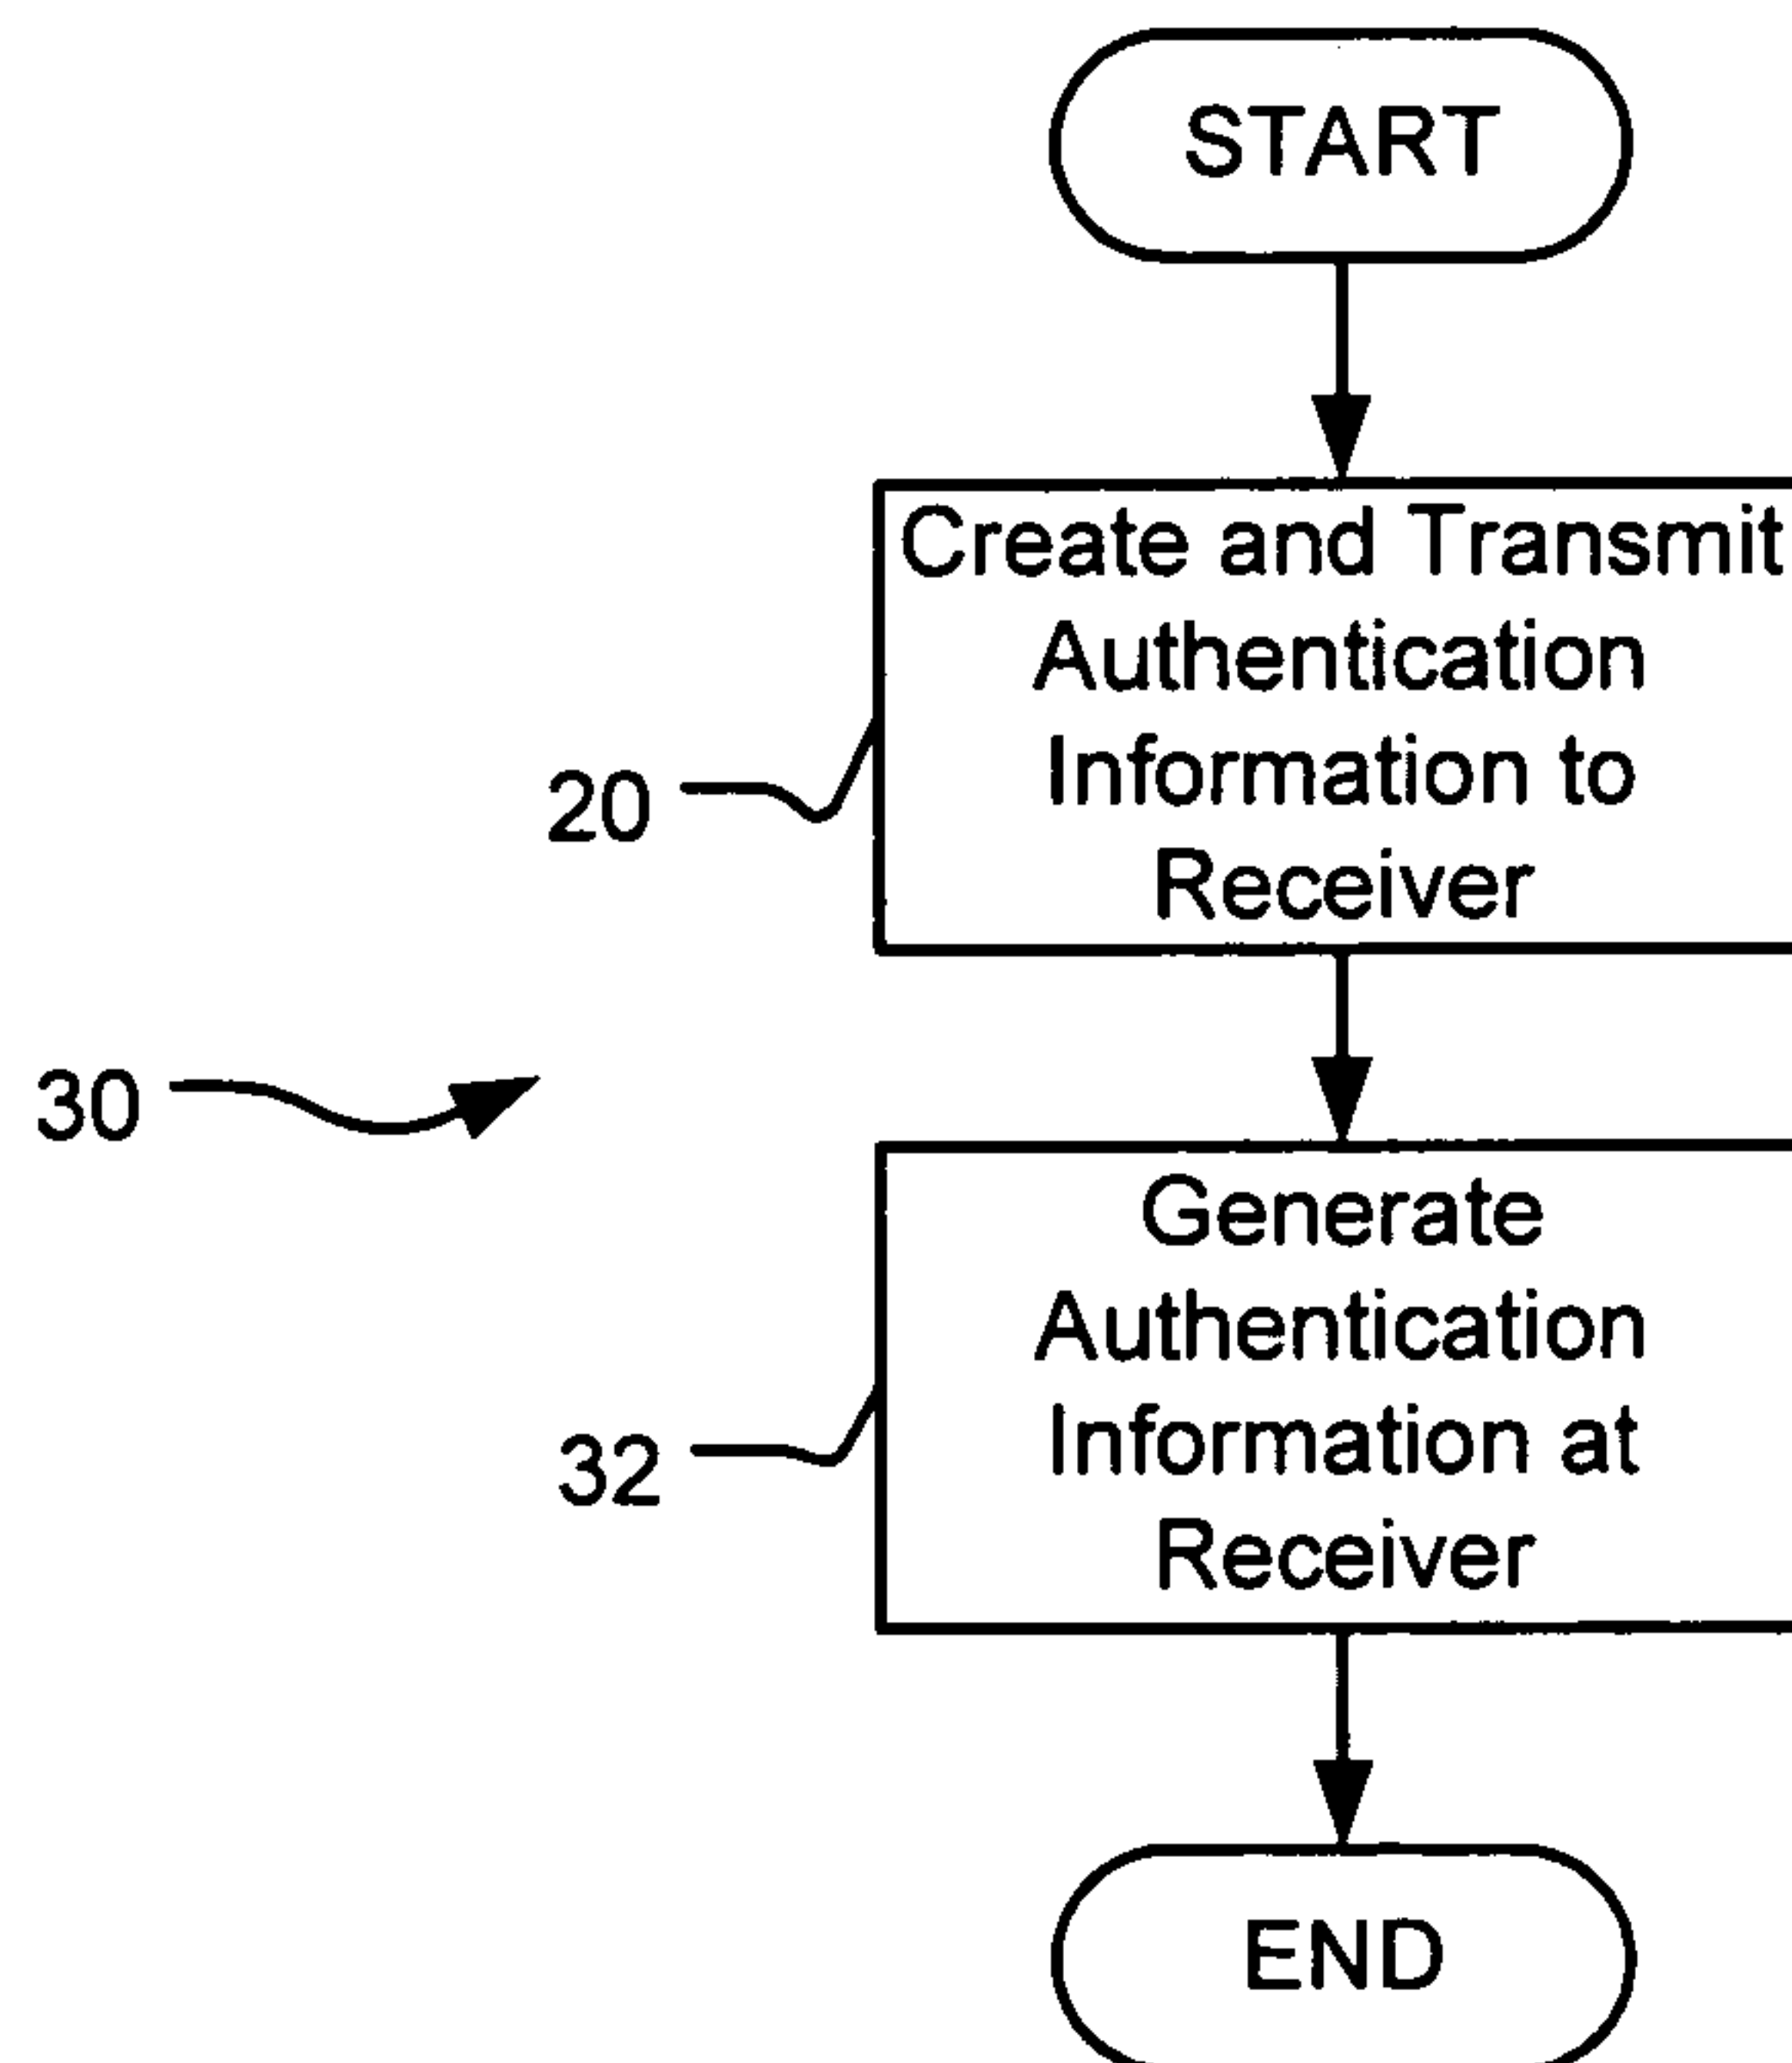 START
Create and Transmit
Authentication
Information to
Receiver
20
30
Generate
Authentication
Information at
Receiver
32
END